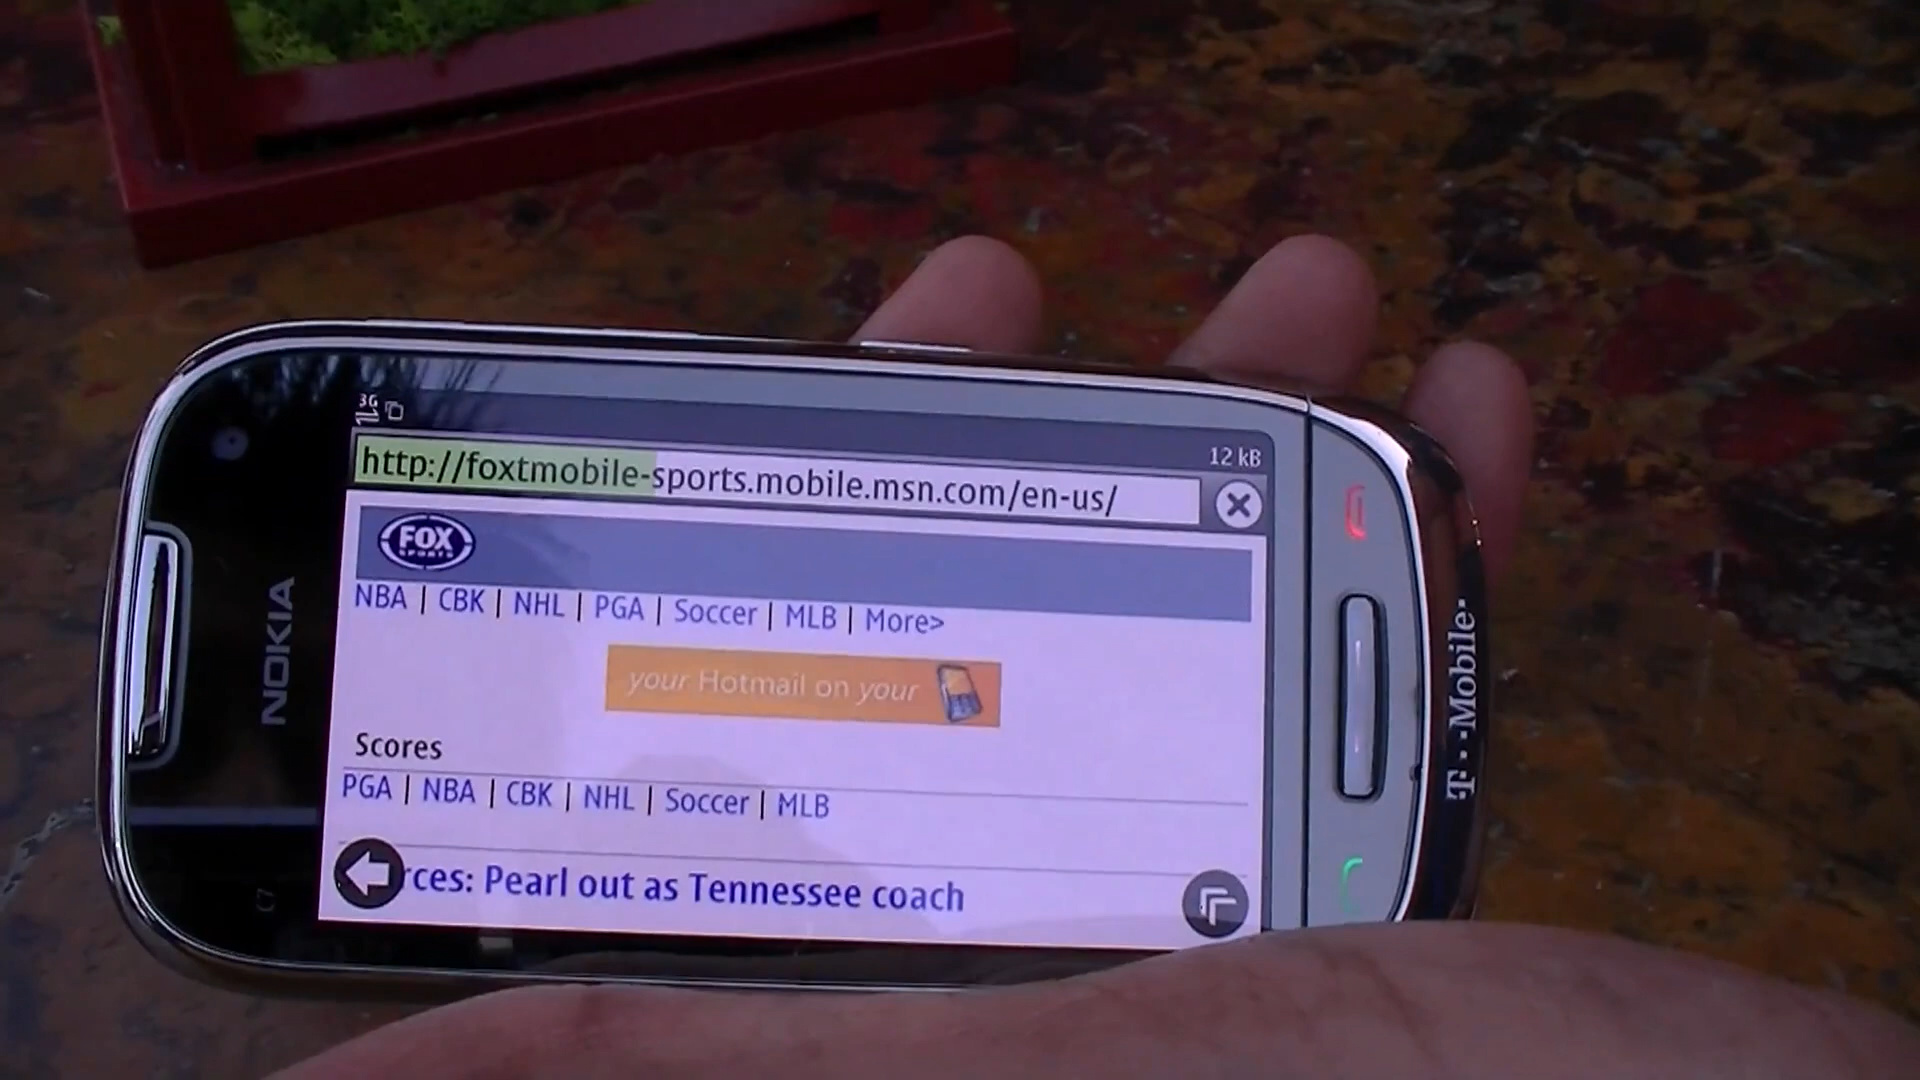 3G
12 kB
http://foxtmobile-sports.mobile.msn.com/en-us/
FOX
SPORTS
NBA | CBK | NHL | PGA | Soccer | MLB | More>
your Hotmail on your
Scores
PGA | NBA | CBK | NHL | Soccer | MLB
rces: Pearl out as Tennessee coach
NOKIA
C7
T··Mobile·